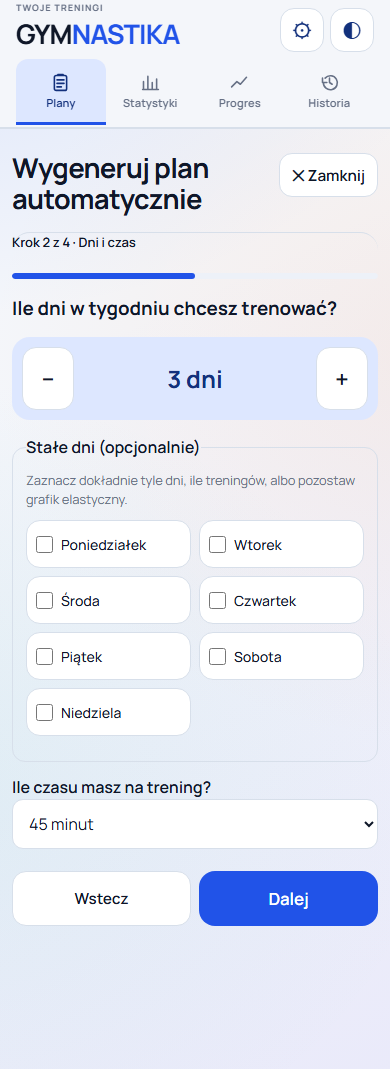 TWOJE TRENINGI
GYMNASTIKA
Plany
Statystyki
Progres
Historia
Wygeneruj plan
automatycznie
Zamknij
Krok 2 z 4 · Dni i czas
Ile dni w tygodniu chcesz trenować?
− 3 dni +
Stałe dni (opcjonalnie)
Zaznacz dokładnie tyle dni, ile treningów, albo pozostaw
grafik elastyczny.
Poniedziałek
Wtorek
Środa
Czwartek
Piątek
Sobota
Niedziela
Ile czasu masz na trening?
45 minut
Wstecz
Dalej